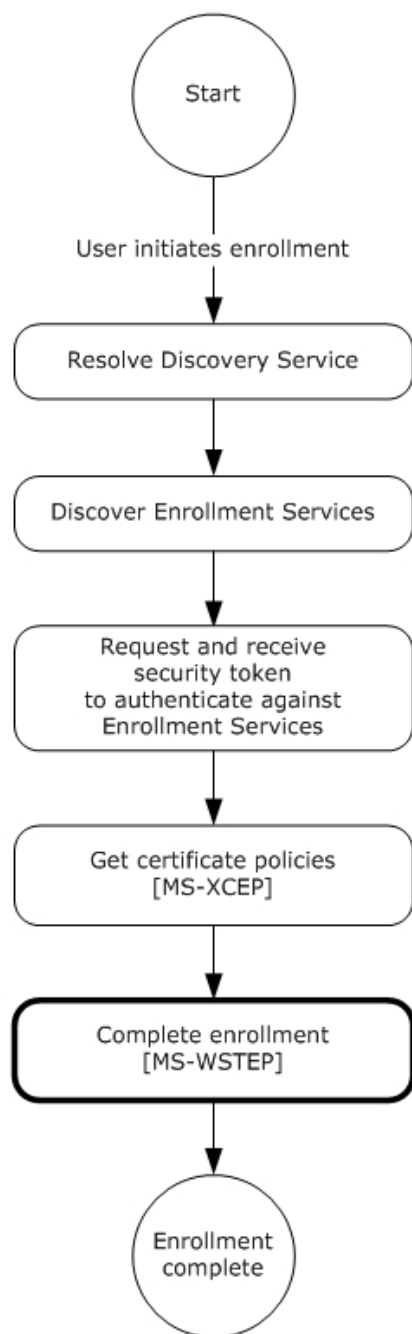 Start
User initiates enrollment
Resolve Discovery Service
Discover Enrollment Services
Request and receive
security token
to authenticate against
Enrollment Services
Get certificate policies
[MS-XCEP]
Complete enrollment
[MS-WSTEP]
Enrollment
complete